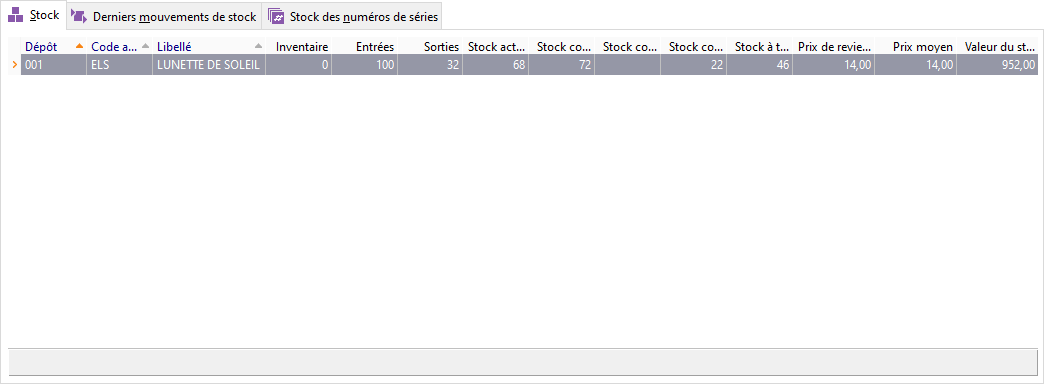 Stock Derniers mouvements de stock Stock des numéros de séries
Dépôt Code a... Libellé Inventaire Entrées Sorties Stock act... Stock co... Stock co... Stock co... Stock à t... Prix de revie... Prix moyen Valeur du st...
001 ELS LUNETTE DE SOLEIL 0 100 32 68 72 22 46 14,00 14,00 952,00